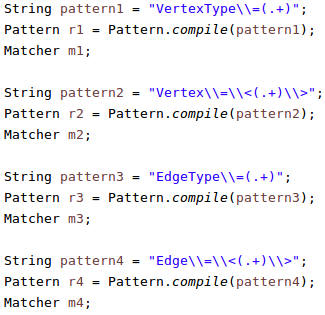 String pattern1 = "VertexType\\=(.+)";
Pattern r1 = Pattern.compile(pattern1);
Matcher m1;
String pattern2 = "Vertex\\=\\<(.+)\\>";
Pattern r2 = Pattern.compile(pattern2);
Matcher m2;
String pattern3 = "EdgeType\\=(.+)";
Pattern r3 = Pattern.compile(pattern3);
Matcher m3;
String pattern4 = "Edge\\=\\<(.+)\\>";
Pattern r4 = Pattern.compile(pattern4);
Matcher m4;